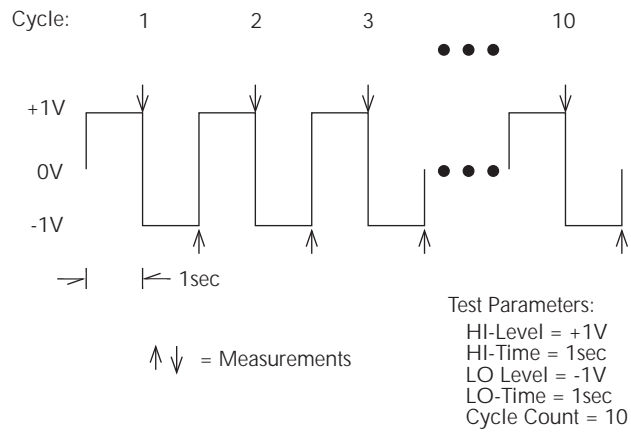 Cycle: 1 2 3 10
+1V
0V
-1V
1sec
= Measurements
Test Parameters:
HI-Level = +1V
HI-Time = 1sec
LO Level = -1V
LO-Time = 1sec
Cycle Count = 10